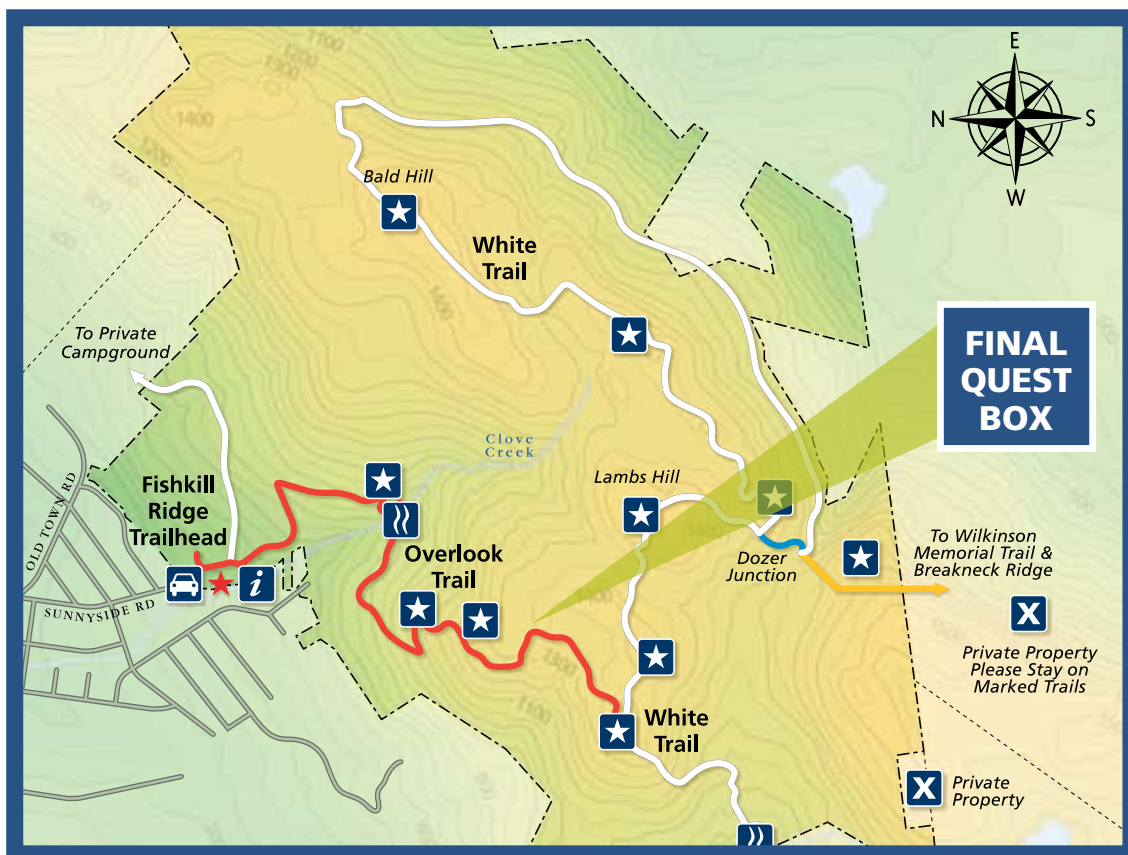 E
N
S
W
Bald Hill
White
Trail
1400
1400
To Private
Campground
FINAL
QUEST
BOX
Clove
Creek
Lambs Hill
Fishkill
Ridge
Trailhead
OLD TOWN RD
SUNNYSIDE RD
i
Overlook
Trail
Dozer
Junction
To Wilkinson
Memorial Trail &
Breakneck Ridge
X
Private Property
Please Stay on
Marked Trails
1500
1100
White
Trail
X
Private
Property